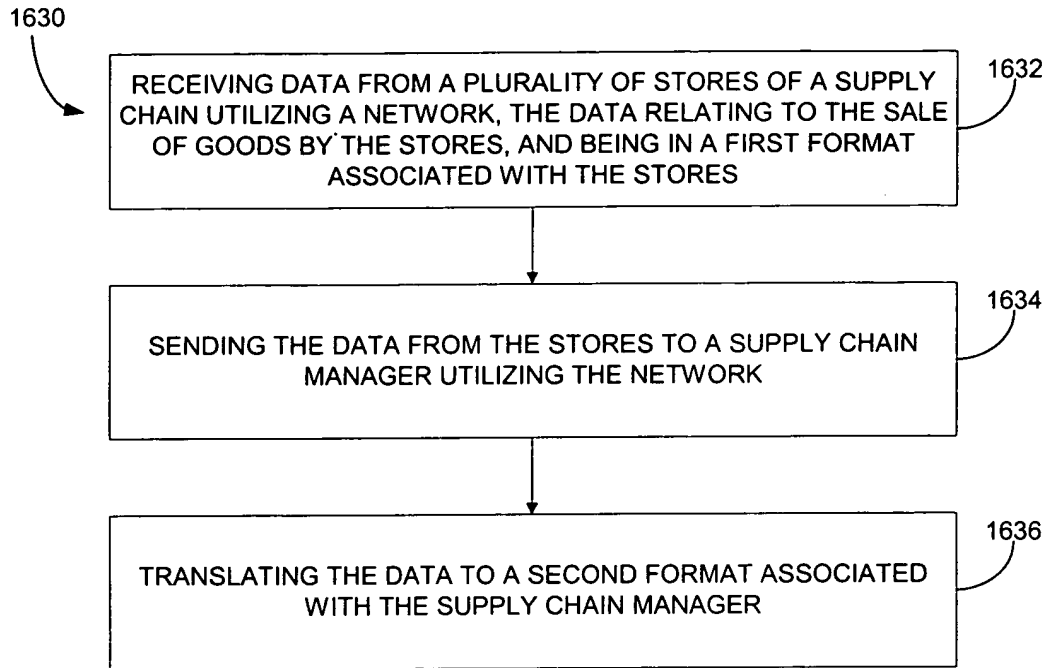 1630
RECEIVING DATA FROM A PLURALITY OF STORES OF A SUPPLY
CHAIN UTILIZING A NETWORK, THE DATA RELATING TO THE SALE
OF GOODS BY THE STORES, AND BEING IN A FIRST FORMAT
ASSOCIATED WITH THE STORES
1632
SENDING THE DATA FROM THE STORES TO A SUPPLY CHAIN
MANAGER UTILIZING THE NETWORK
1634
TRANSLATING THE DATA TO A SECOND FORMAT ASSOCIATED
WITH THE SUPPLY CHAIN MANAGER
1636